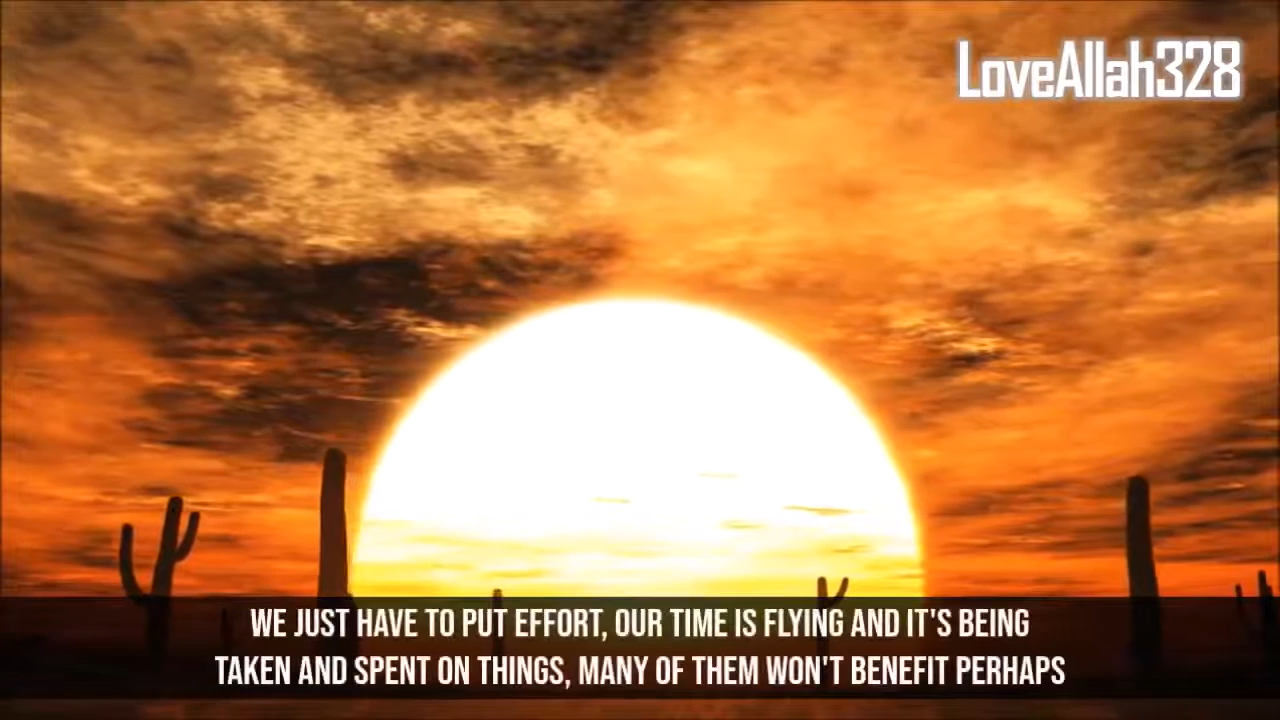 LoveAllah328
WE JUST HAVE TO PUT EFFORT, OUR TIME IS FLYING AND IT'S BEING
TAKEN AND SPENT ON THINGS, MANY OF THEM WON'T BENEFIT PERHAPS